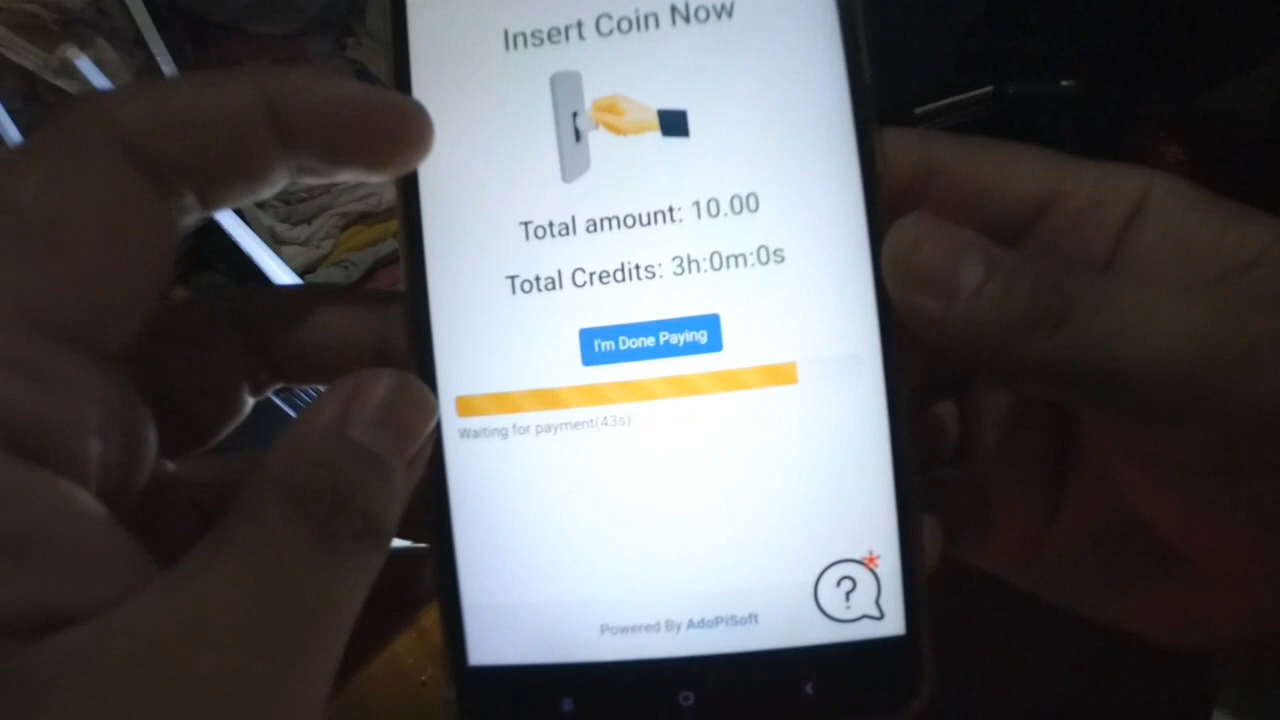 Insert Coin Now
Total amount: 10.00
Total Credits: 3h:0m:0s
I'm Done Paying
Waiting for payment(43s)
?
Powered By AdoPiSoft